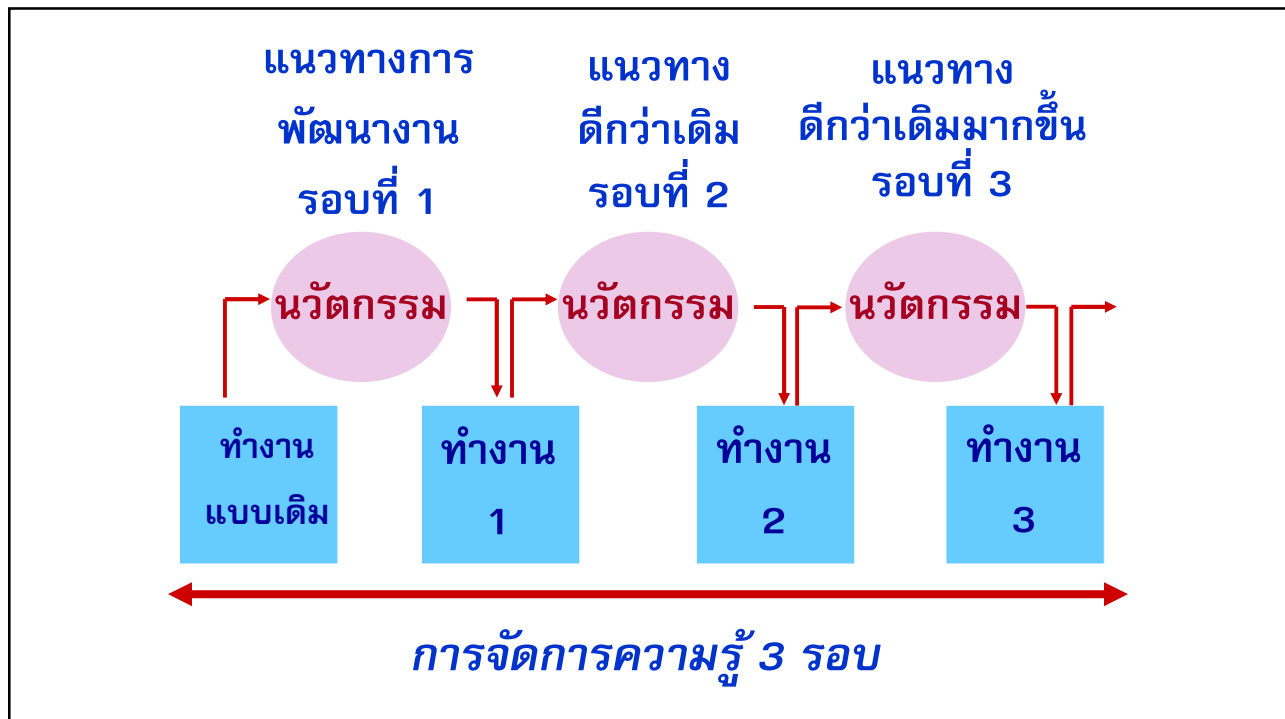 แนวทางการ
พัฒนางาน
รอบที่ 1
แนวทาง
ดีกว่าเดิม
รอบที่ 2
แนวทาง
ดีกว่าเดิมมากขึ้น
รอบที่ 3
นวัตกรรม
นวัตกรรม
นวัตกรรม
ทำงาน
แบบเดิม
ทำงาน
1
ทำงาน
2
ทำงาน
3
การจัดการความรู้ 3 รอบ